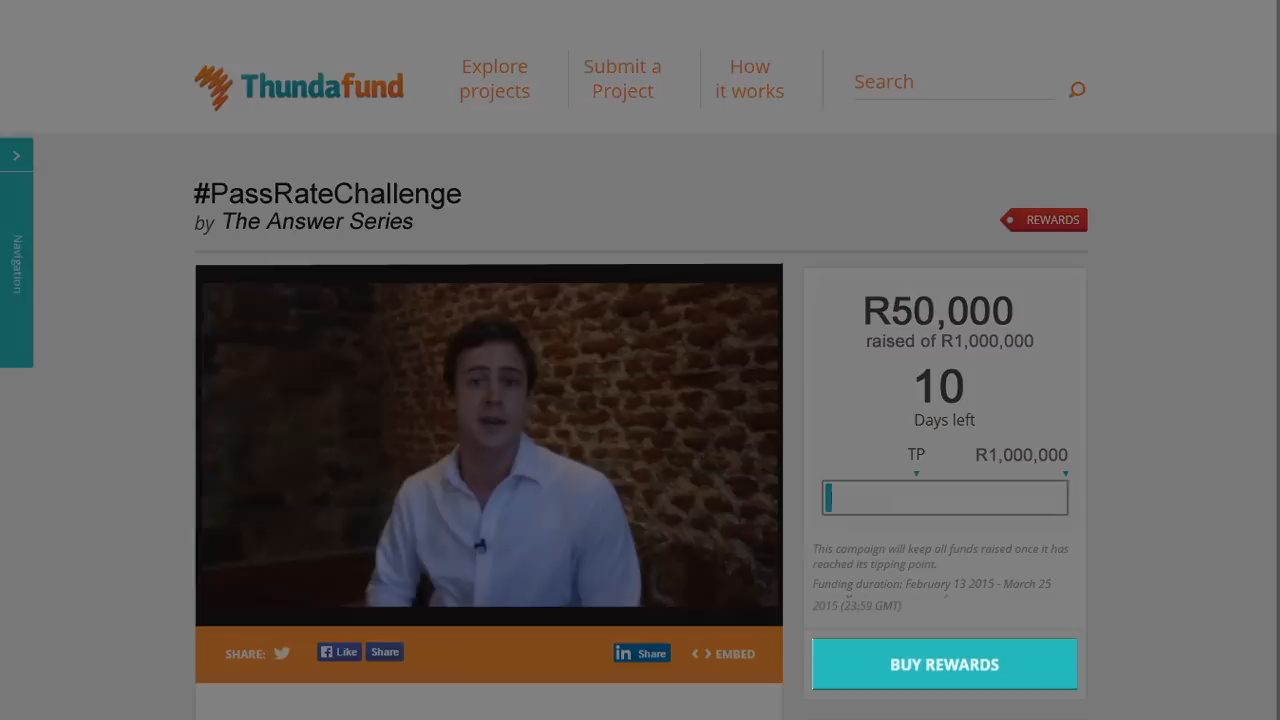 Thundafund
Explore
projects
Submit a
Project
How
it works
Search
Navigation
#PassRateChallenge
by The Answer Series
REWARDS
R50,000
raised of R1,000,000
10
Days left
TP
R1,000,000
This campaign will keep all funds raised once it has
reached its tipping point.
Funding duration: February 13 2015 - March 25
2015 (23:59 GMT)
SHARE:
Like
Share
in Share
EMBED
BUY REWARDS